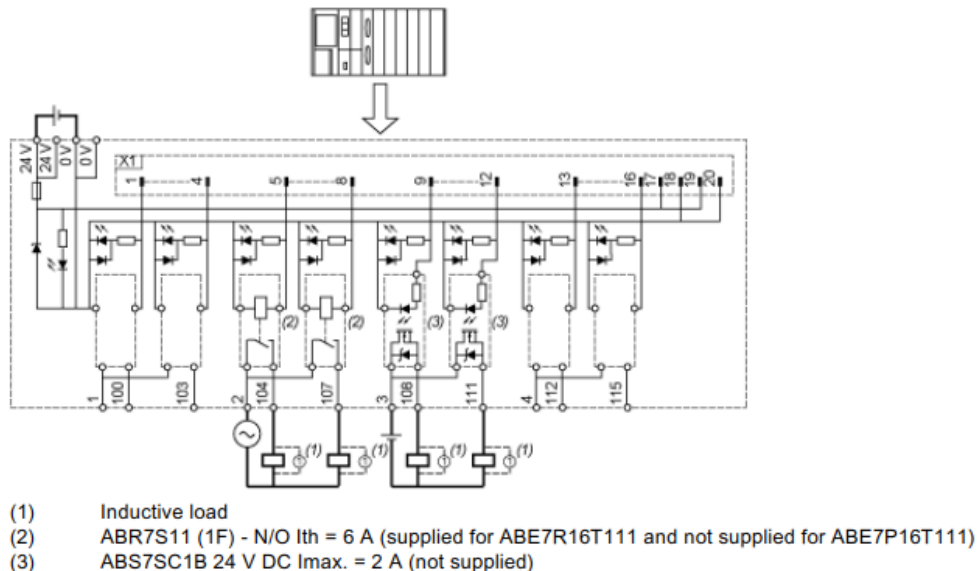 24 V 24 V 0 V 0 V
X1
1 4 5 8 9 12 13 16 17 18 19 20
(2) (2) (3) (3)
1 100 103 2 104 107 3 108 111 4 112 115
(1) (1) (1) (1)
(1) Inductive load
(2) ABR7S11 (1F) - N/O Ith = 6 A (supplied for ABE7R16T111 and not supplied for ABE7P16T111)
(3) ABS7SC1B 24 V DC Imax. = 2 A (not supplied)